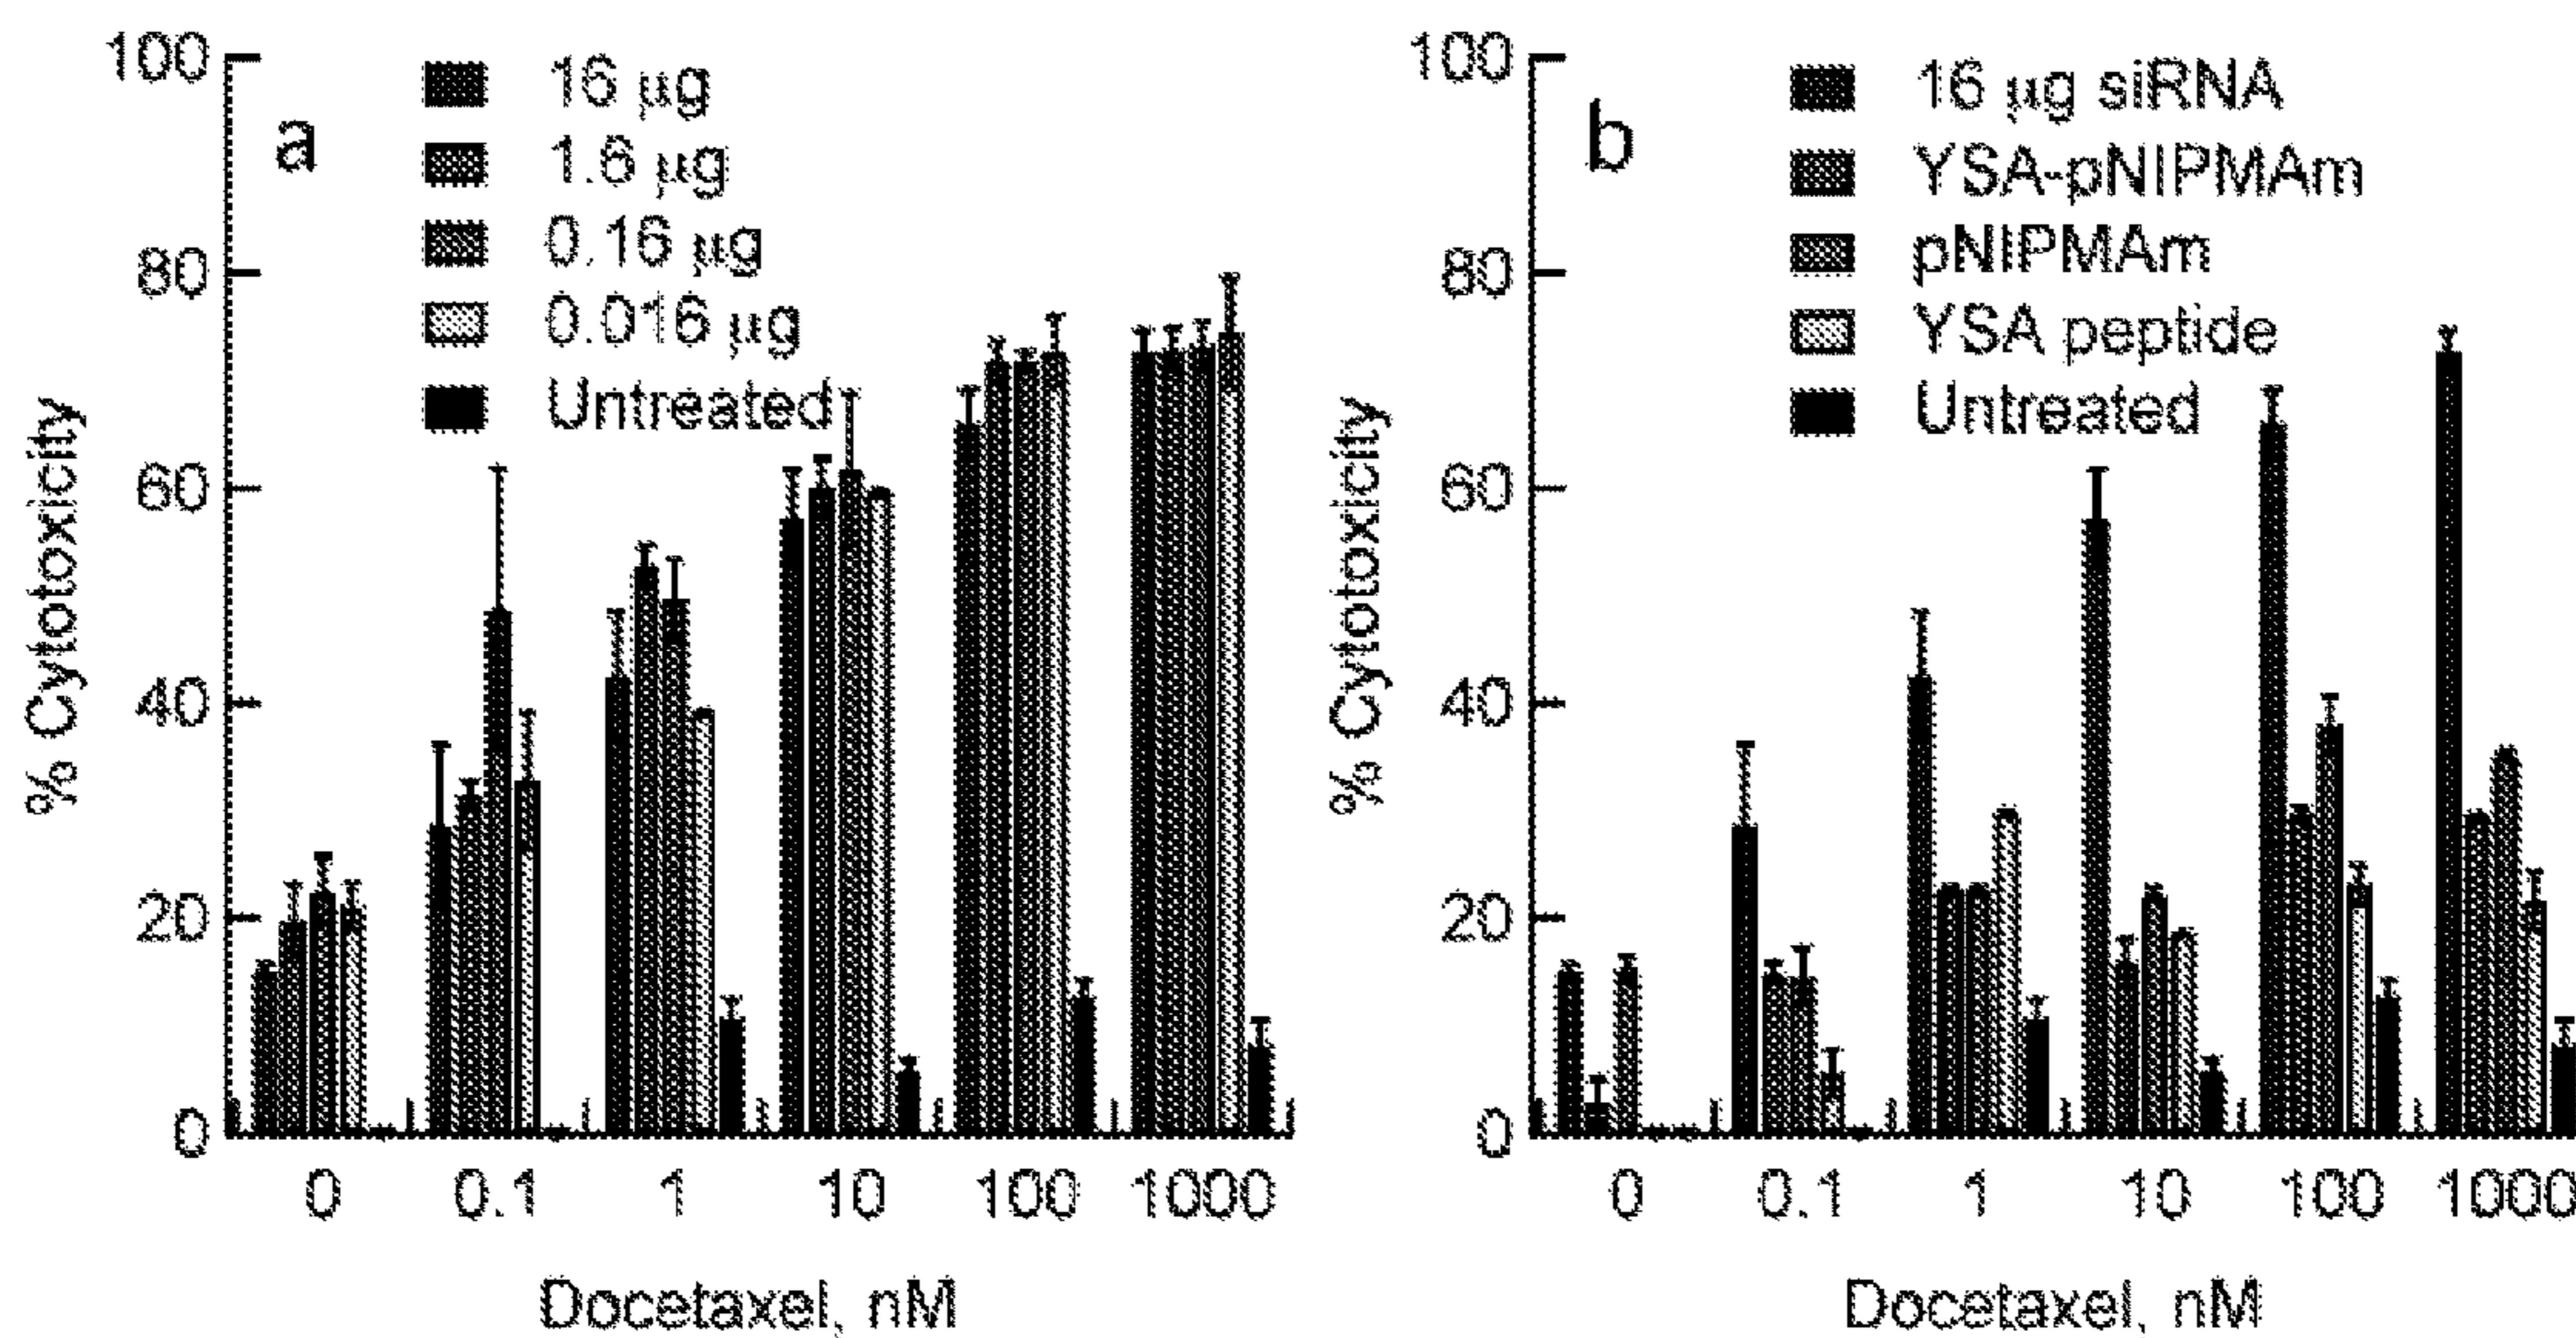 a
% Cytotoxicity
100
80
60
40
20
0
16 µg
1.6 µg
0.16 µg
0.016 µg
Untreated
0 0.1 1 10 100 1000
Docetaxel, nM
b
% Cytotoxicity
100
80
60
40
20
0
16 µg siRNA
YSA-pNIPMAm
pNIPMAm
YSA peptide
Untreated
0 0.1 1 10 100 1000
Docetaxel, nM